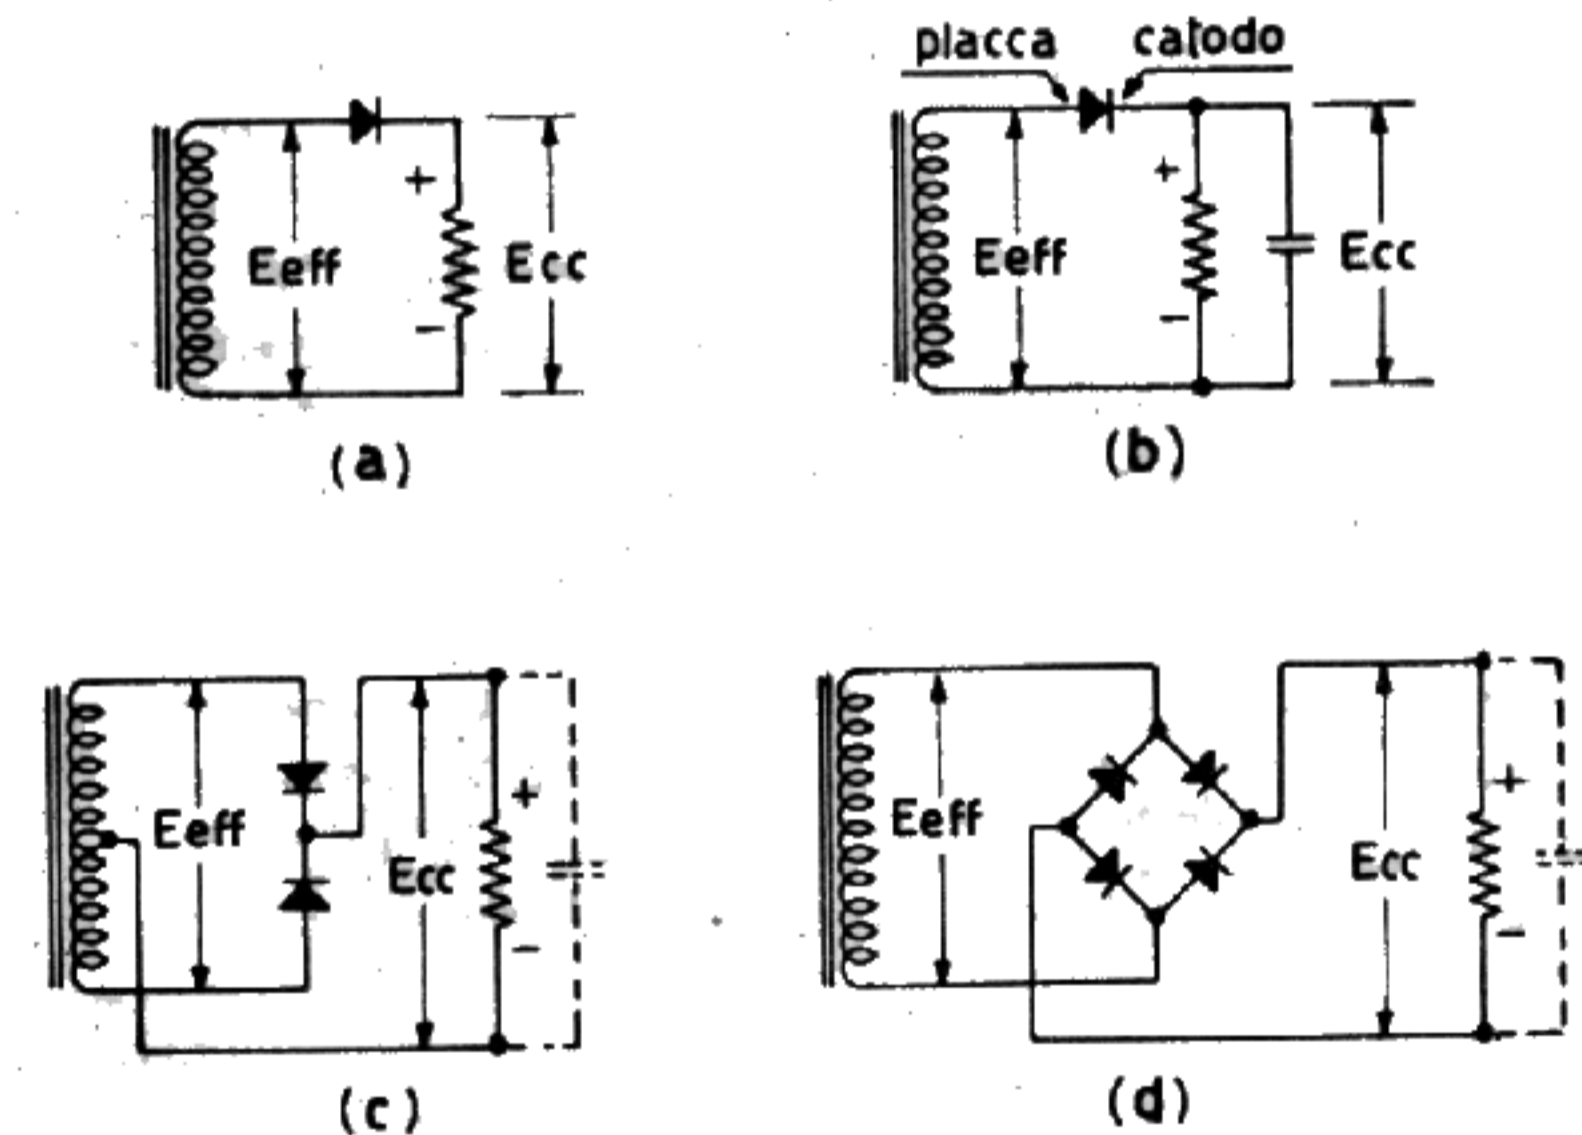 placca catodo
Eeff
+
-
Ecc
(a)
Eeff
+
-
Ecc
(b)
Eeff
Ecc
+
-
(c)
Eeff
Ecc
+
-
(d)